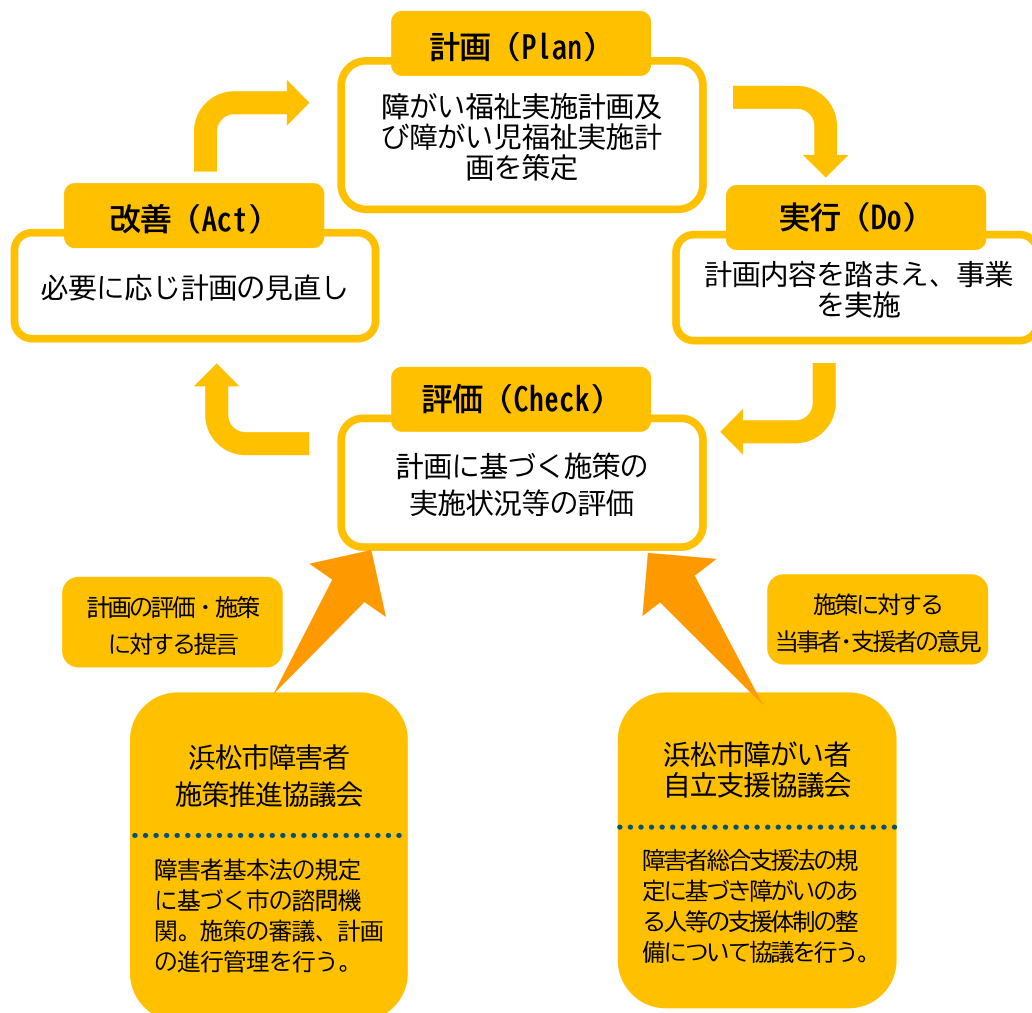 計画（Plan）
障がい福祉実施計画及
び障がい児福祉実施計
画を策定
改善（Act）
必要に応じ計画の見直し
実行（Do）
計画内容を踏まえ、事業
を実施
評価（Check）
計画に基づく施策の
実施状況等の評価
計画の評価・施策
に対する提言
施策に対する
当事者・支援者の意見
浜松市障害者
施策推進協議会
障害者基本法の規定
に基づく市の諮問機
関。施策の審議、計画
の進行管理を行う。
浜松市障がい者
自立支援協議会
障害者総合支援法の規
定に基づき障がいのあ
る人等の支援体制の整
備について協議を行う。